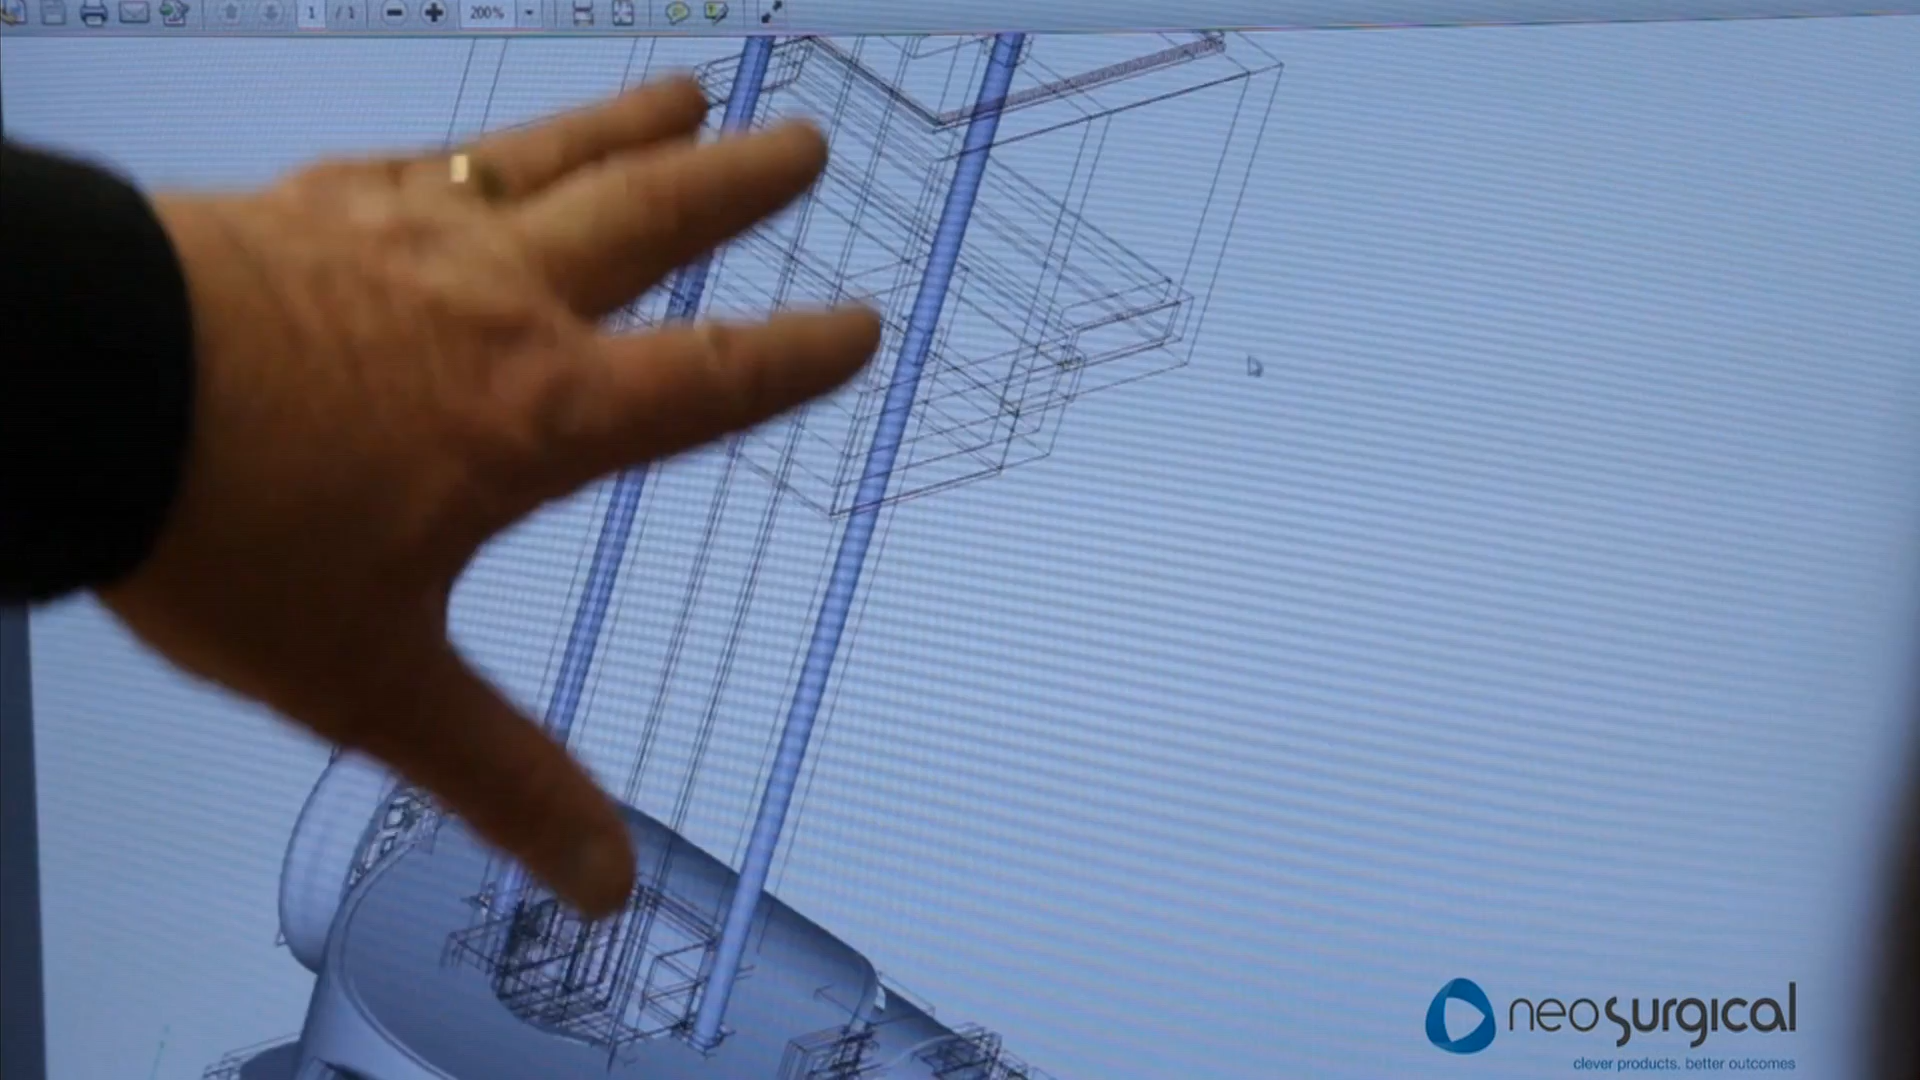 1 / 1 200%
neosurgical
clever products. better outcomes